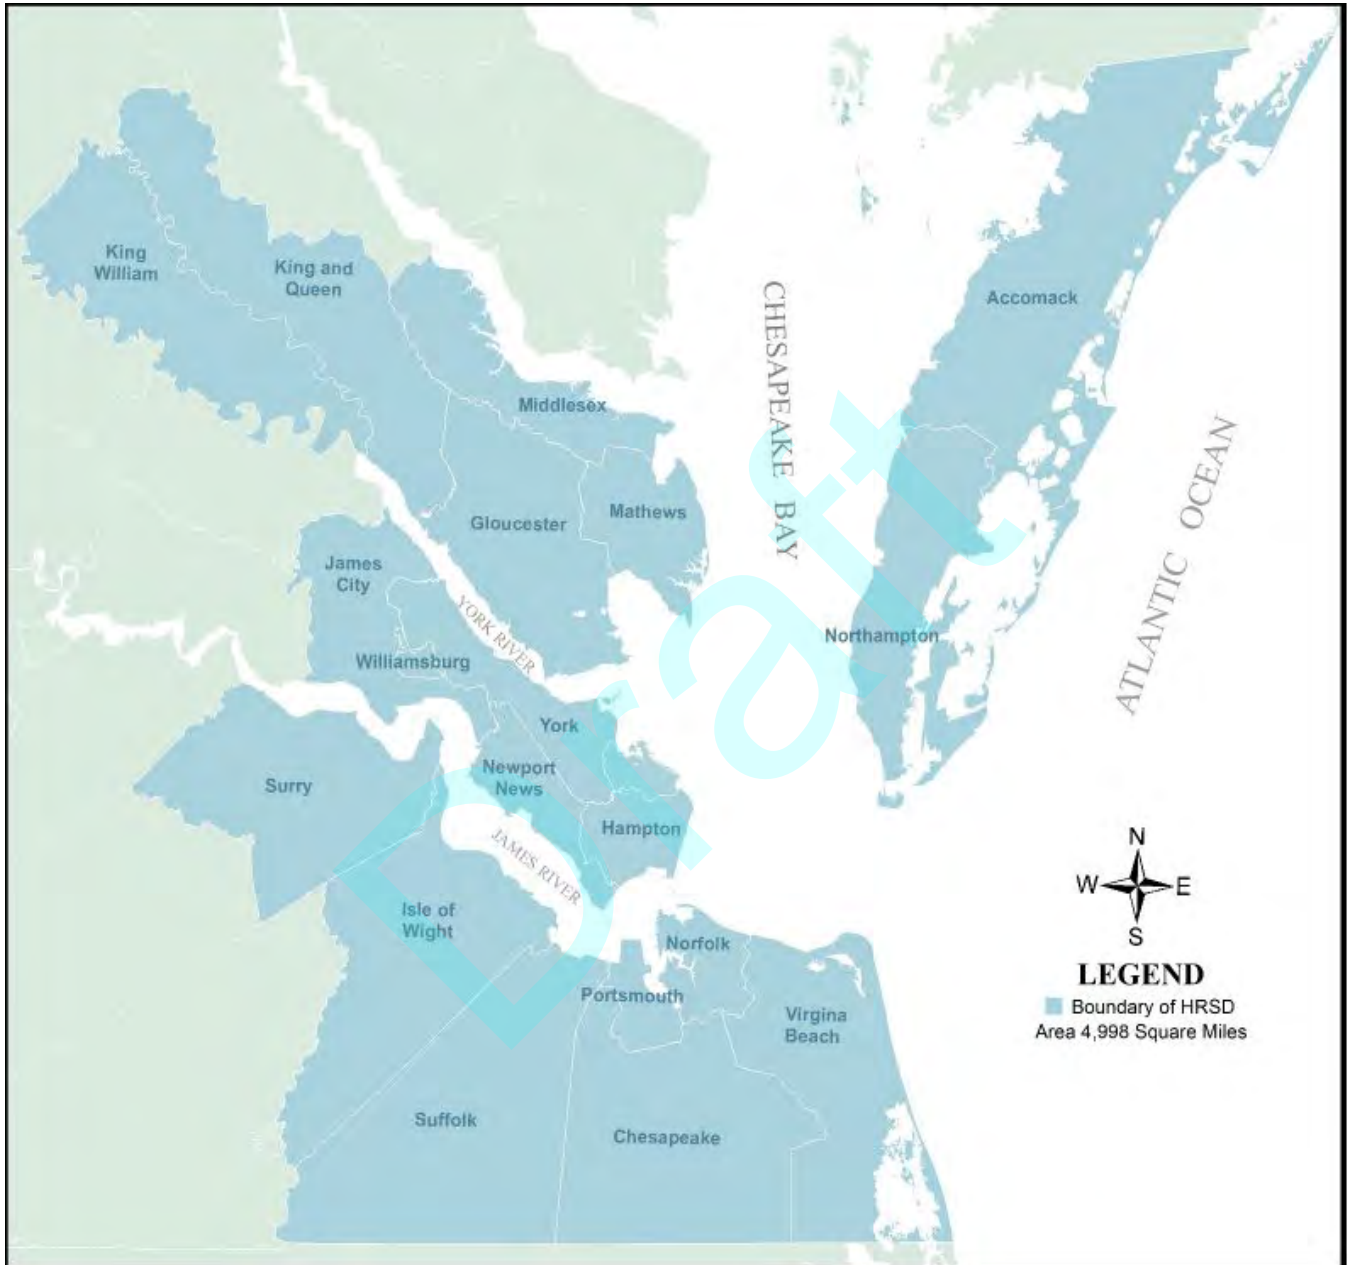 King
William
King and
Queen
CHESAPEAKE BAY
Accomack
Middlesex
ATLANTIC OCEAN
Mathews
Gloucester
James
City
YORK RIVER
Northampton
Williamsburg
York
Surry
Newport
News
Hampton
JAMES RIVER
Isle of
Wight
Norfolk
Portsmouth
Virgina
Beach
Suffolk
Chesapeake
N
W E
S
LEGEND
Boundary of HRSD
Area 4,998 Square Miles
Draft